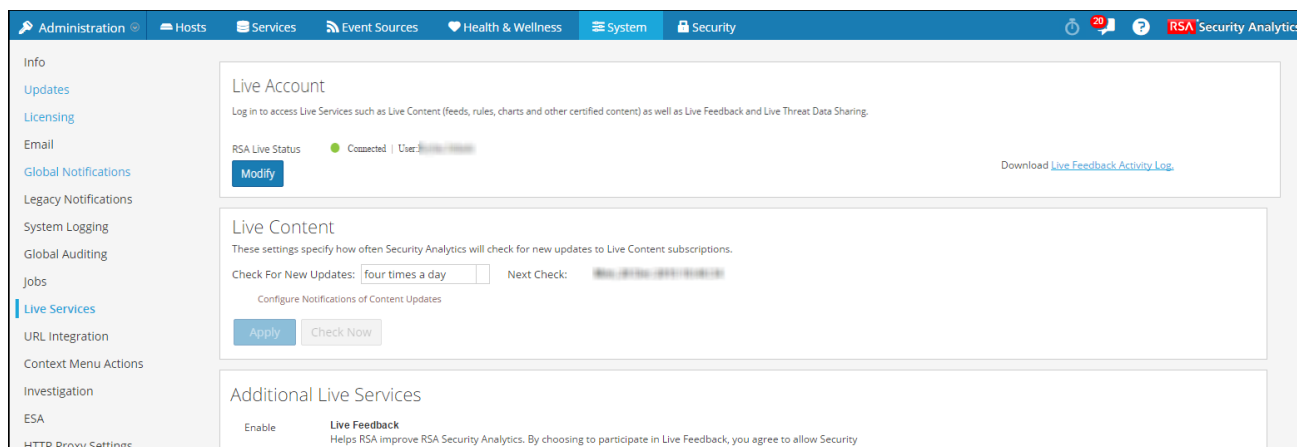 Administration Hosts Services Event Sources Health & Wellness System Security 20 ? RSA Security Analytics
Info
Updates
Licensing
Email
Global Notifications
Legacy Notifications
System Logging
Global Auditing
Jobs
Live Services
URL Integration
Context Menu Actions
Investigation
ESA
HTTP Proxy Settings
Live Account
Log in to access Live Services such as Live Content (feeds, rules, charts and other certified content) as well as Live Feedback and Live Threat Data Sharing.
RSA Live Status Connected | User:
Modify
Download Live Feedback Activity Log.
Live Content
These settings specify how often Security Analytics will check for new updates to Live Content subscriptions.
Check For New Updates: four times a day Next Check:
Configure Notifications of Content Updates
Apply Check Now
Additional Live Services
Enable Live Feedback
Helps RSA improve RSA Security Analytics. By choosing to participate in Live Feedback, you agree to allow Security